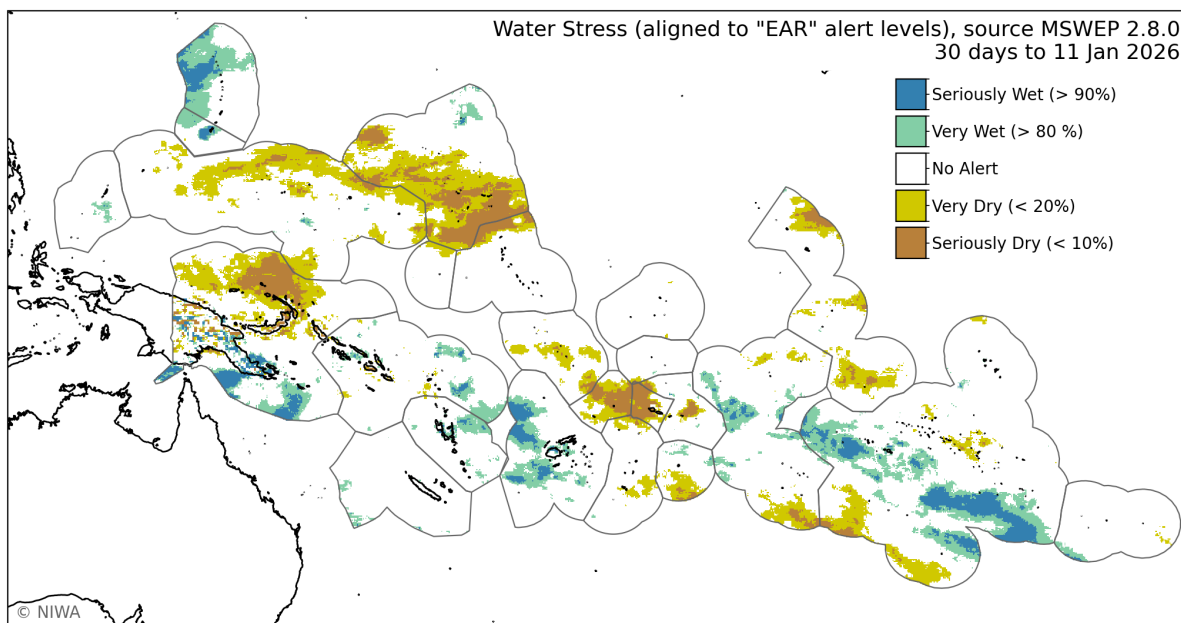 Water Stress (aligned to "EAR" alert levels), source MSWEP 2.8.0
30 days to 11 Jan 2026
Seriously Wet (> 90%)
Very Wet (> 80 %)
No Alert
Very Dry (< 20%)
Seriously Dry (< 10%)
© NIWA